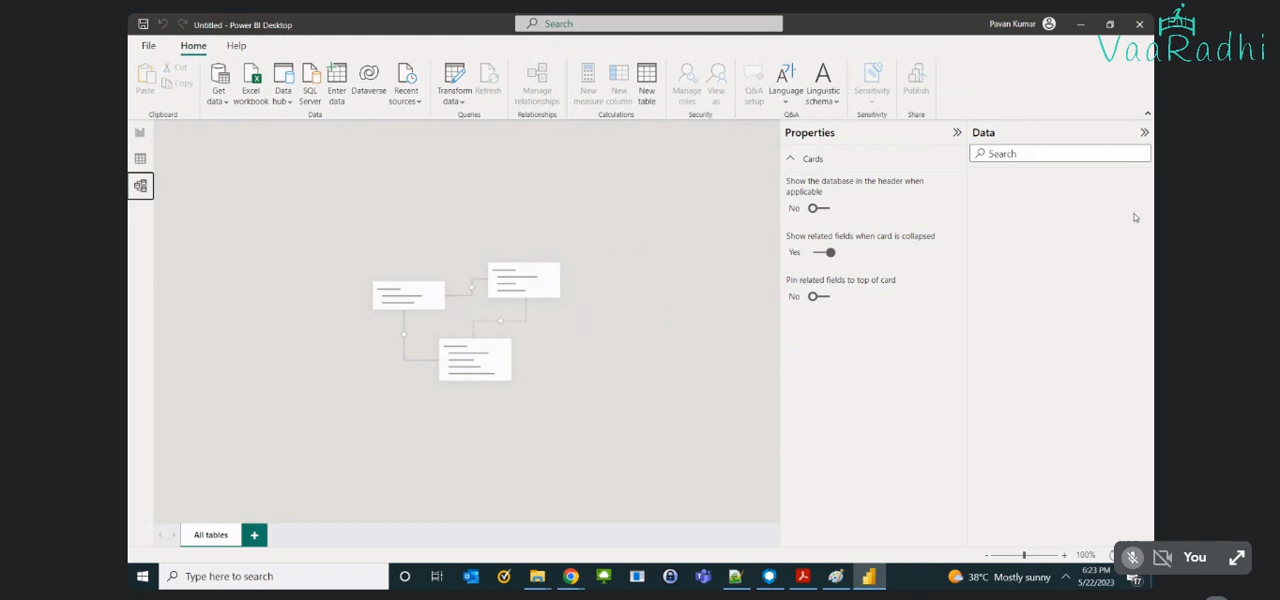 Untitled - Power BI Desktop
Search
Pavan Kumar
VaaRadhi
File Home Help
Paste
Cut
Copy
Get data
Excel workbook
Data hub
SQL Server
Enter data
Dataverse
Recent sources
Transform data
Refresh
Manage relationships
New measure
New column
New table
Manage roles
View as
Q&A setup
Language
Linguistic schema
Sensitivity
Publish
Clipboard
Data
Queries
Relationships
Calculations
Security
Q&A
Sensitivity
Share
Properties
Cards
Show the database in the header when
applicable
No
Show related fields when card is collapsed
Yes
Pin related fields to top of card
No
Data
Search
All tables
+
- + 100%
You
Type here to search
38°C Mostly sunny
6:23 PM
5/22/2023
17